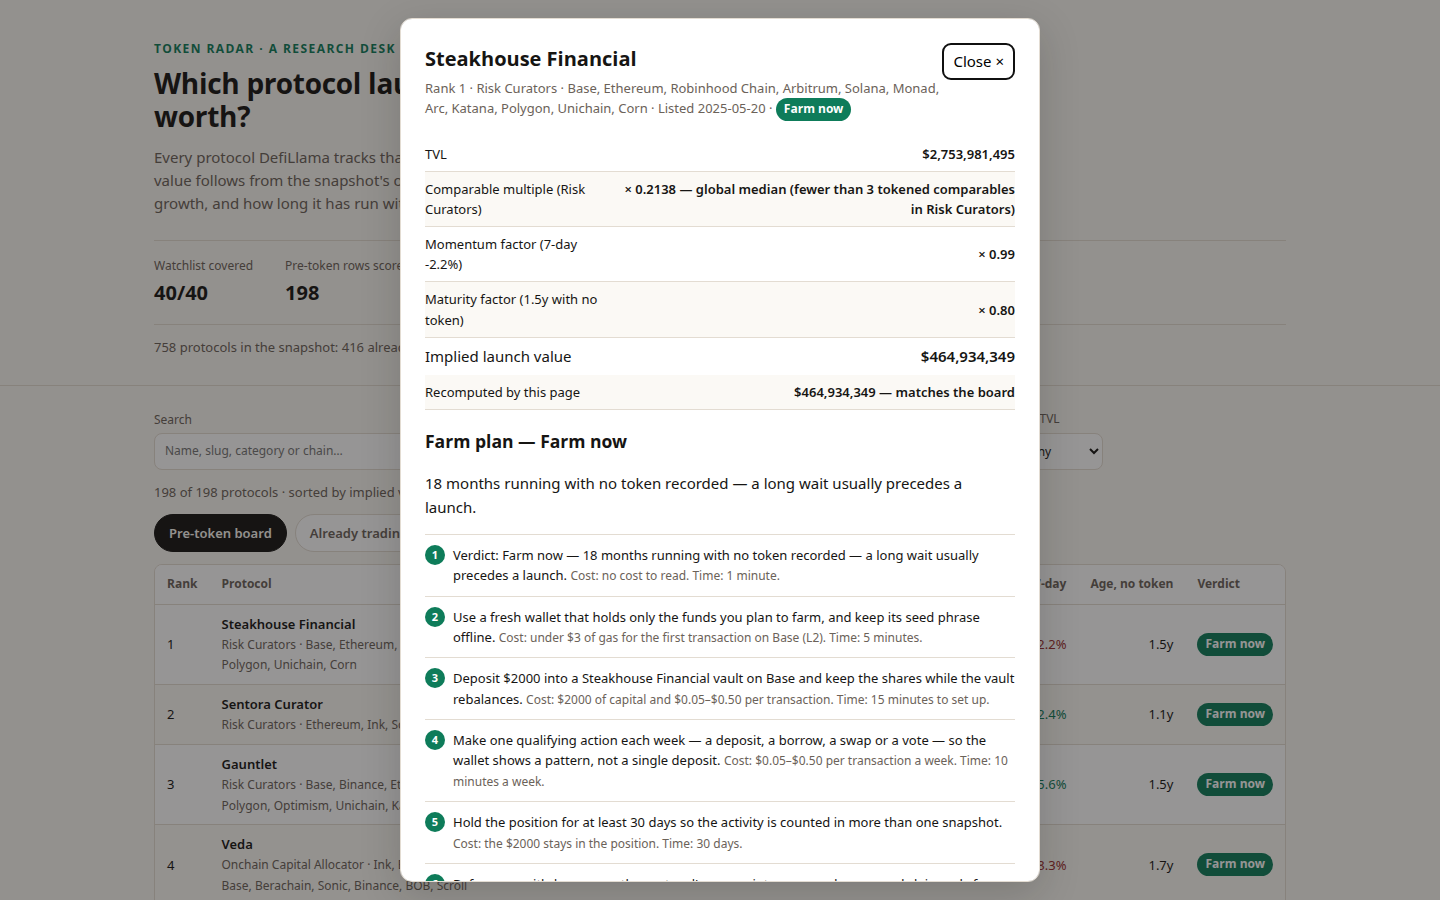 TOKEN RADAR · A RESEARCH DESK
Which protocol lau
worth?
Every protocol DefiLlama tracks tha
value follows from the snapshot's o
growth, and how long it has run wi
Watchlist covered
40/40
Pre-token rows score
198
758 protocols in the snapshot: 416 alrea
Search
Name, slug, category or chain...
TVL
ny
198 of 198 protocols · sorted by implied v
Pre-token board
Already tradin
Rank
Protocol
-day
Age, no token
Verdict
1
Steakhouse Financial
Risk Curators · Base, Ethereum,
Polygon, Unichain, Corn
2.2%
1.5y
Farm now
2
Sentora Curator
Risk Curators · Ethereum, Ink, So
2.4%
1.1y
Farm now
3
Gauntlet
Risk Curators · Base, Binance, Et
Polygon, Optimism, Unichain, K
5.6%
1.5y
Farm now
4
Veda
Onchain Capital Allocator · Ink,
Base, Berachain, Sonic, Binance, BOB, Scroll
3.3%
1.7y
Farm now
Steakhouse Financial
Close ×
Rank 1 · Risk Curators · Base, Ethereum, Robinhood Chain, Arbitrum, Solana, Monad,
Arc, Katana, Polygon, Unichain, Corn · Listed 2025-05-20 · Farm now
TVL
$2,753,981,495
Comparable multiple (Risk
Curators)
× 0.2138 — global median (fewer than 3 tokened comparables
in Risk Curators)
Momentum factor (7-day
-2.2%)
× 0.99
Maturity factor (1.5y with no
token)
× 0.80
Implied launch value
$464,934,349
Recomputed by this page
$464,934,349 — matches the board
Farm plan — Farm now
18 months running with no token recorded — a long wait usually precedes a
launch.
1 Verdict: Farm now — 18 months running with no token recorded — a long wait usually
precedes a launch. Cost: no cost to read. Time: 1 minute.
2 Use a fresh wallet that holds only the funds you plan to farm, and keep its seed phrase
offline. Cost: under $3 of gas for the first transaction on Base (L2). Time: 5 minutes.
3 Deposit $2000 into a Steakhouse Financial vault on Base and keep the shares while the vault
rebalances. Cost: $2000 of capital and $0.05–$0.50 per transaction. Time: 15 minutes to set up.
4 Make one qualifying action each week — a deposit, a borrow, a swap or a vote — so the
wallet shows a pattern, not a single deposit. Cost: $0.05–$0.50 per transaction a week. Time: 10
minutes a week.
5 Hold the position for at least 30 days so the activity is counted in more than one snapshot.
Cost: the $2000 stays in the position. Time: 30 days.